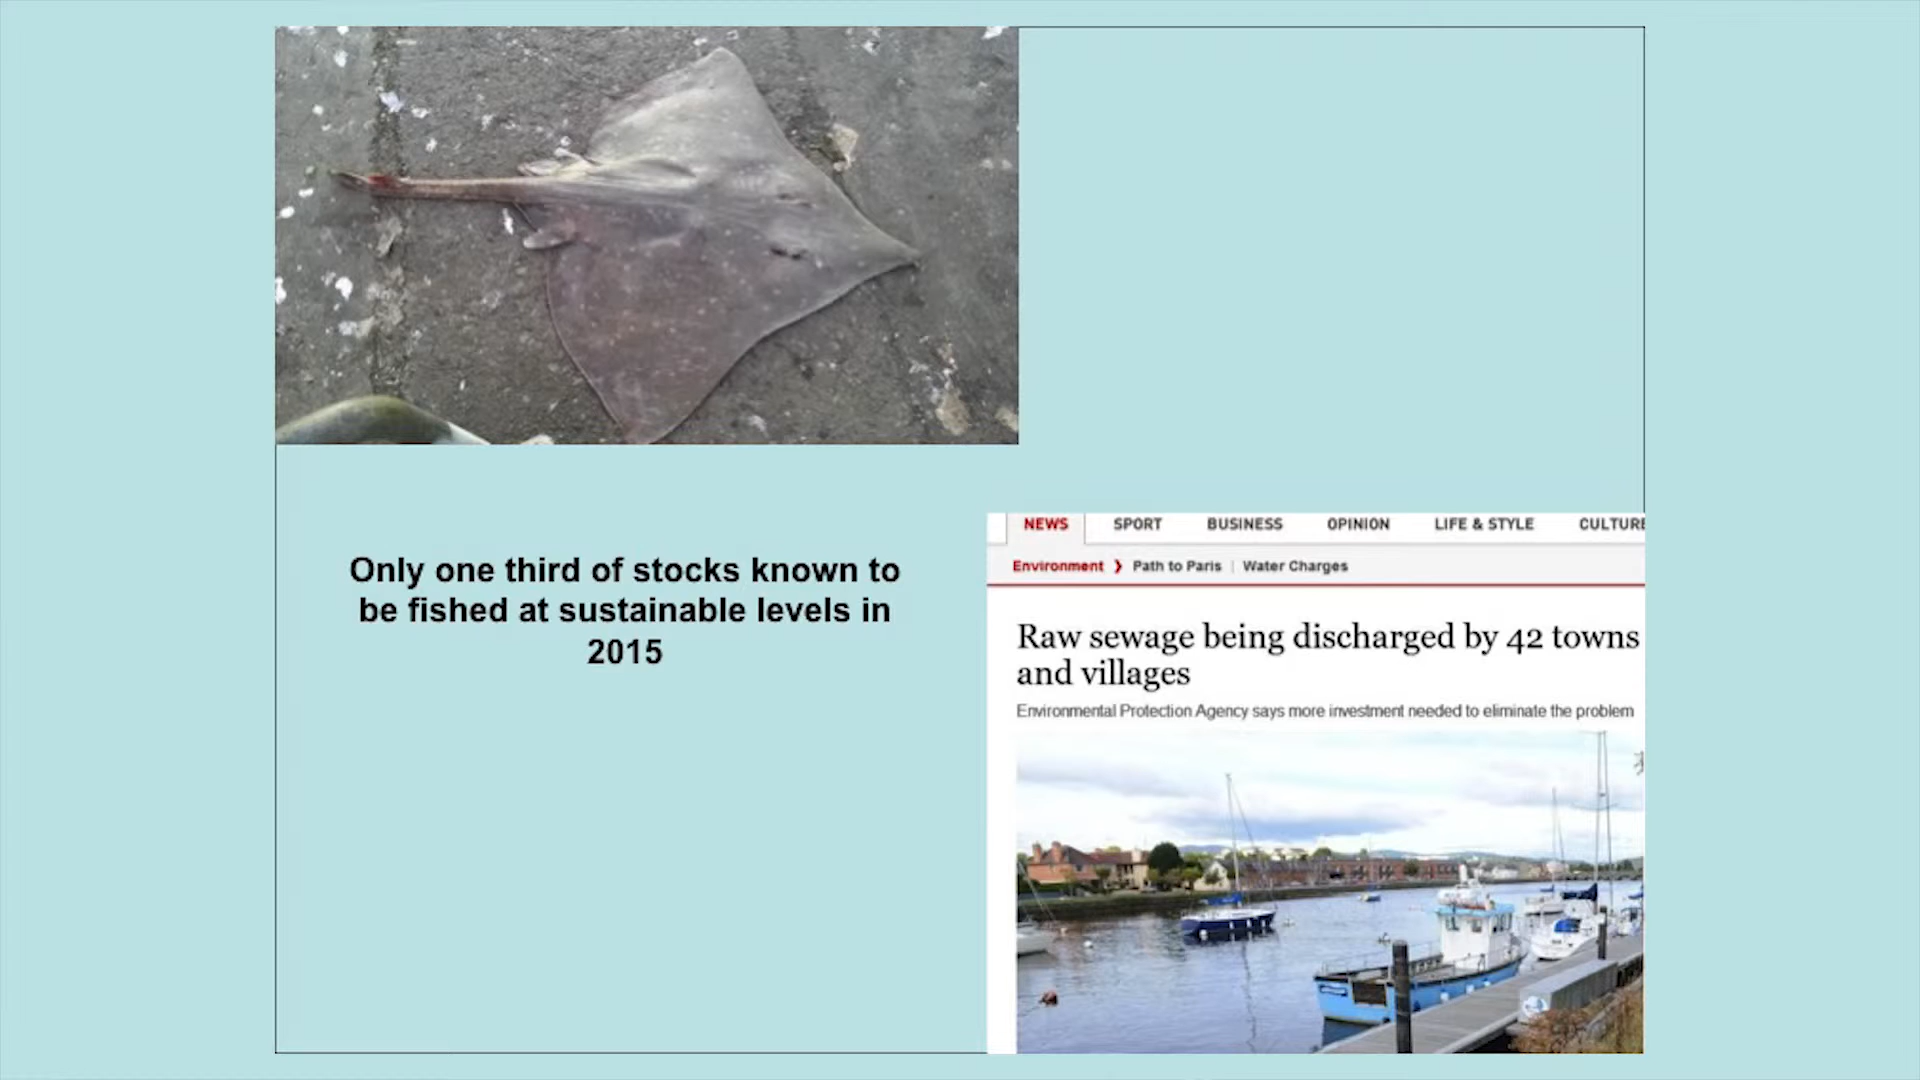 Only one third of stocks known to
be fished at sustainable levels in
2015
NEWS SPORT BUSINESS OPINION LIFE & STYLE CULTURE
Environment ❯ Path to Paris | Water Charges
Raw sewage being discharged by 42 towns
and villages
Environmental Protection Agency says more investment needed to eliminate the problem